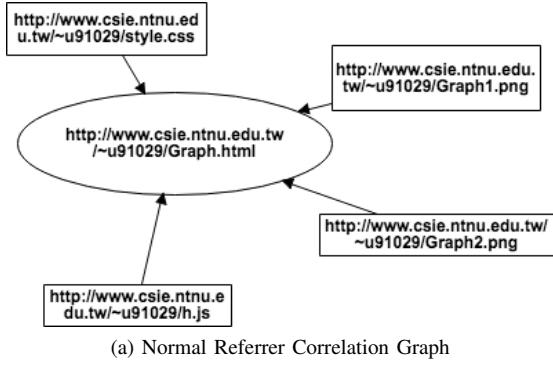 http://www.csie.ntnu.ed
u.tw/~u91029/style.css
http://www.csie.ntnu.edu.
tw/~u91029/Graph1.png
http://www.csie.ntnu.edu.tw
/~u91029/Graph.html
http://www.csie.ntnu.edu.tw/
~u91029/Graph2.png
http://www.csie.ntnu.e
du.tw/~u91029/h.js
(a) Normal Referrer Correlation Graph